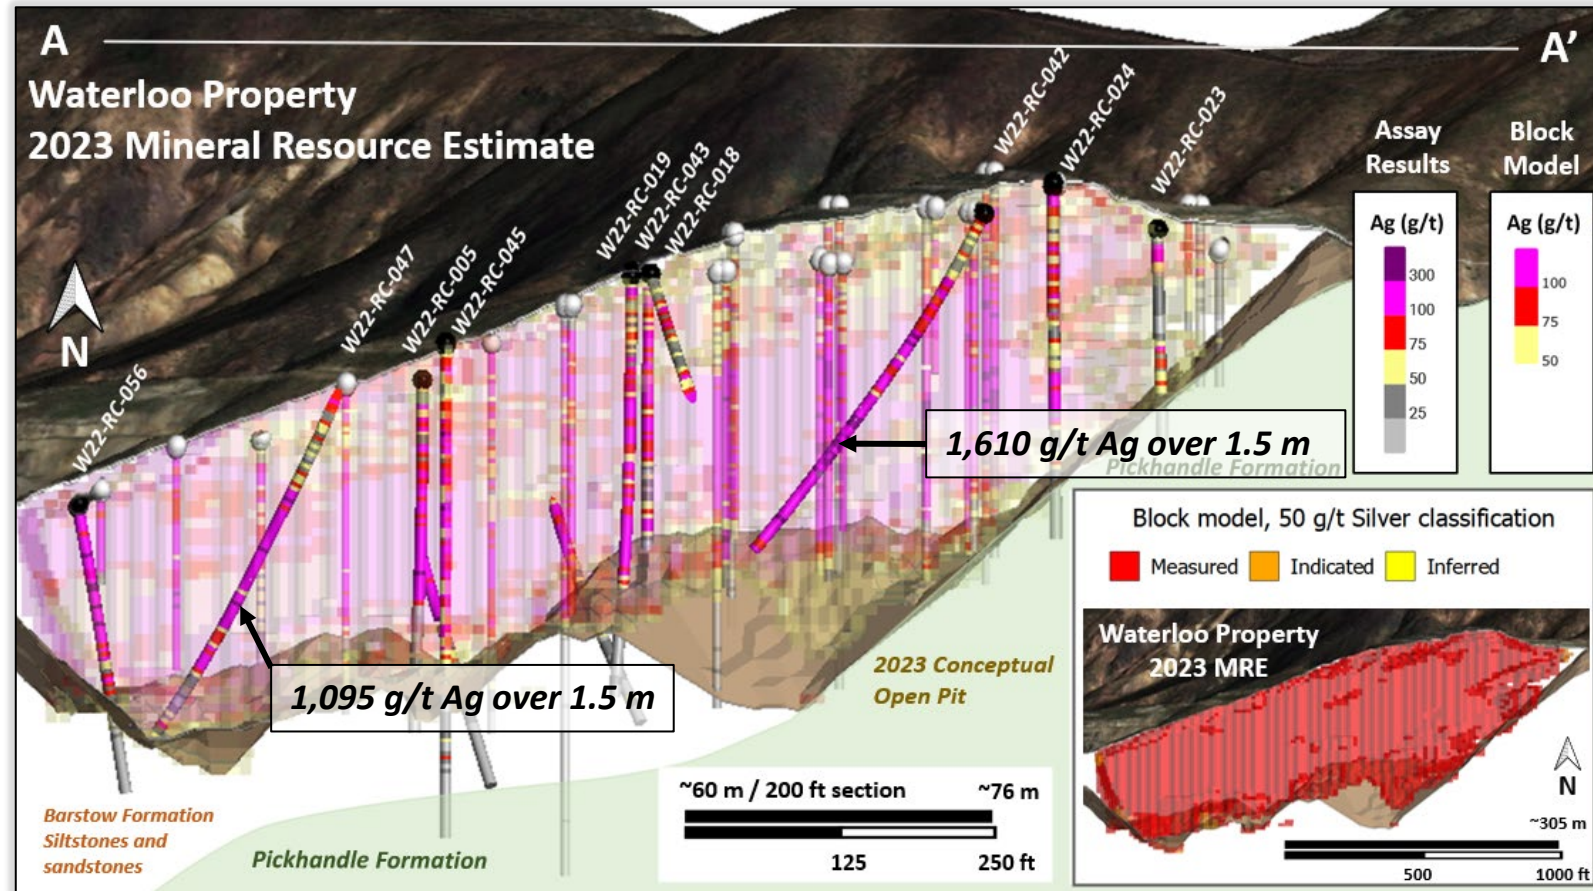 A
A'
Waterloo Property
2023 Mineral Resource Estimate
W22-RC-056
W22-RC-047
W22-RC-005
W22-RC-045
W22-RC-019
W22-RC-043
W22-RC-018
W22-RC-042
W22-RC-024
W22-RC-023
N
Assay
Results
Ag (g/t)
300
100
75
50
25
Block
Model
Ag (g/t)
100
75
50
1,610 g/t Ag over 1.5 m
Pickhandle Formation
1,095 g/t Ag over 1.5 m
2023 Conceptual
Open Pit
Barstow Formation
Siltstones and
sandstones
Pickhandle Formation
~60 m / 200 ft section
~76 m
125
250 ft
Block model, 50 g/t Silver classification
Measured
Indicated
Inferred
Waterloo Property
2023 MRE
N
~305 m
500
1000 ft